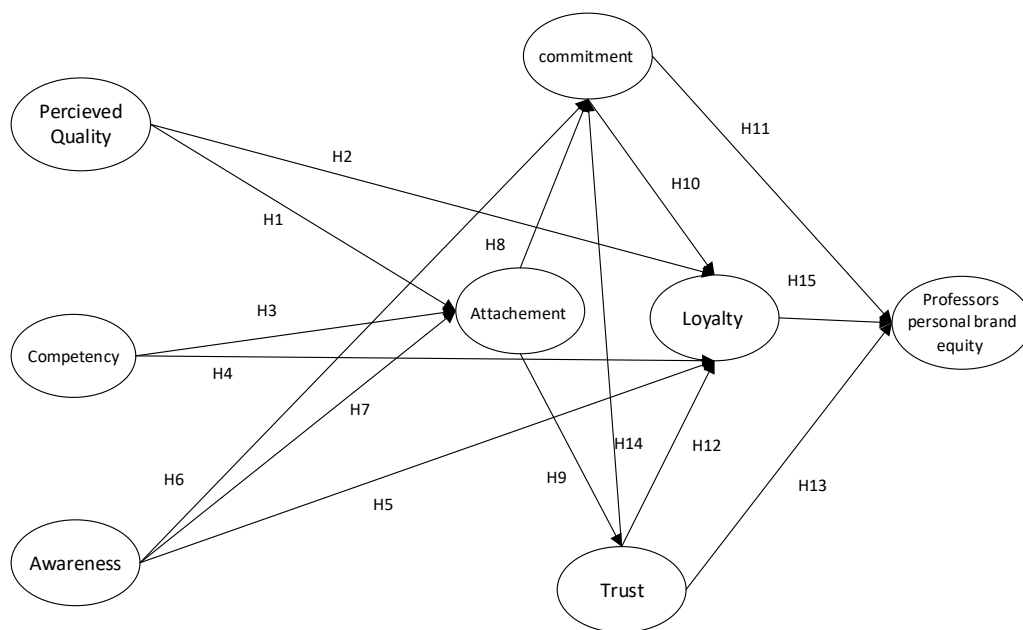 commitment
Percieved
Quality
H11
H2
H10
H1
H8
H15
H3
Attachement
Loyalty
Professors
personal brand
equity
Competency
H4
H7
H14
H12
H6
H9
H5
H13
Awareness
Trust